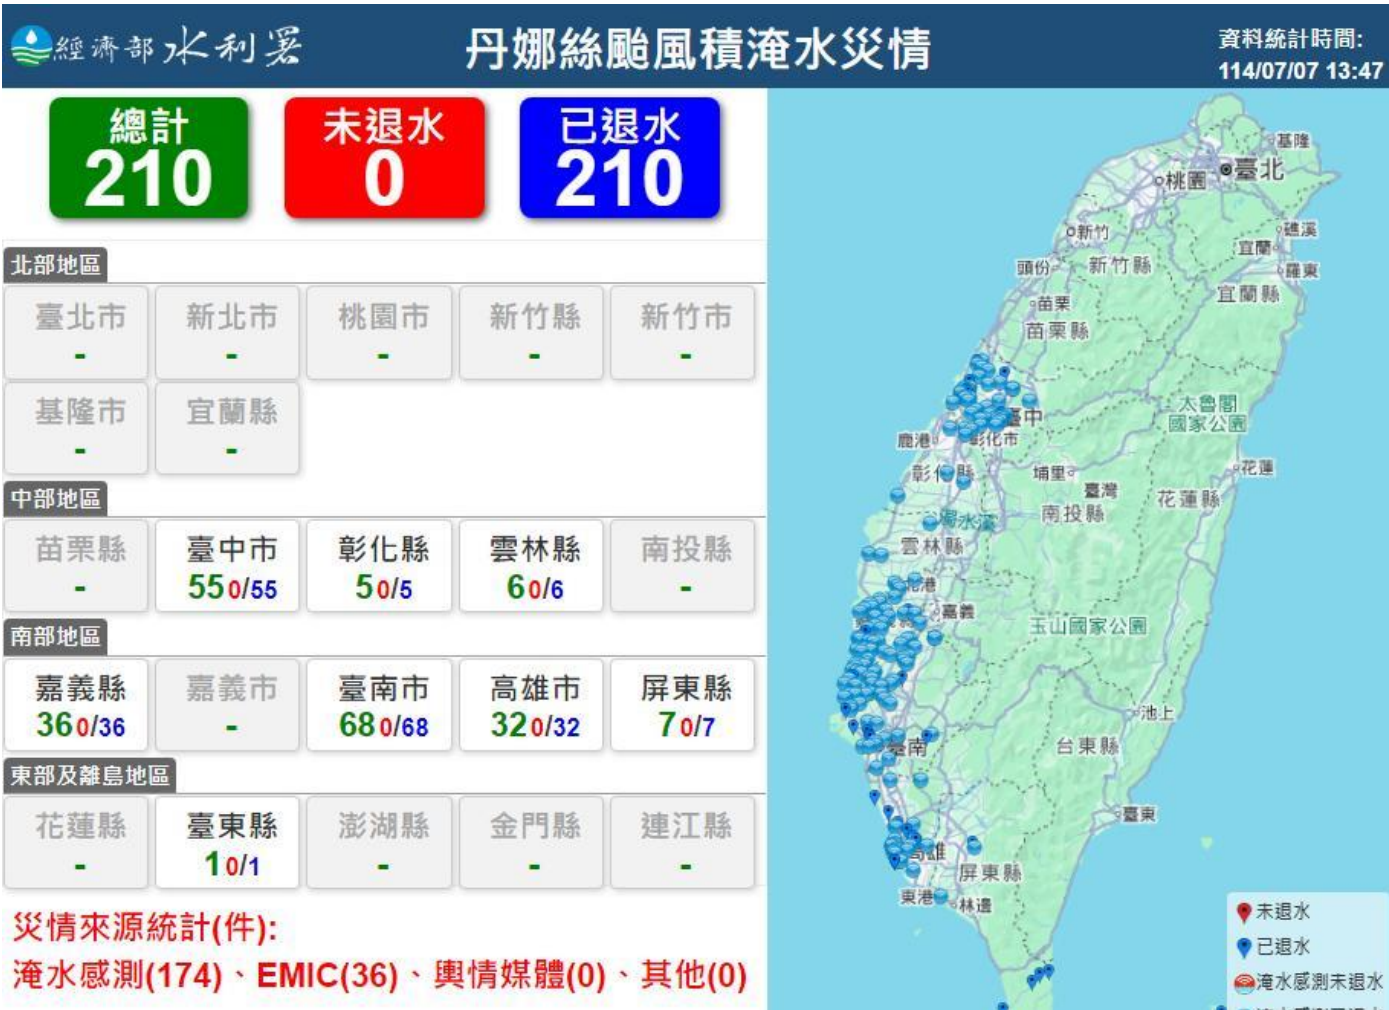 經濟部水利署
丹娜絲颱風積淹水災情
資料統計時間:
114/07/07 13:47
總計
210
未退水
0
已退水
210
北部地區
臺北市
-
新北市
-
桃園市
-
新竹縣
-
新竹市
-
基隆市
-
宜蘭縣
-
中部地區
苗栗縣
-
臺中市
55 0/55
彰化縣
5 0/5
雲林縣
6 0/6
南投縣
-
南部地區
嘉義縣
36 0/36
嘉義市
-
臺南市
68 0/68
高雄市
32 0/32
屏東縣
7 0/7
東部及離島地區
花蓮縣
-
臺東縣
1 0/1
澎湖縣
-
金門縣
-
連江縣
-
災情來源統計(件):
淹水感測(174)、EMIC(36)、輿情媒體(0)、其他(0)
基隆
臺北
桃園
新竹
礁溪
宜蘭
頭份
新竹縣
羅東
宜蘭縣
苗栗
苗栗縣
太魯閣
國家公園
臺中
鹿港
彰化市
彰化縣
埔里
花蓮
臺灣
花蓮縣
南投縣
濁水溪
雲林縣
北港
嘉義
玉山國家公園
池上
臺南
台東縣
臺東
高雄
屏東縣
東港
林邊
未退水
已退水
淹水感測未退水